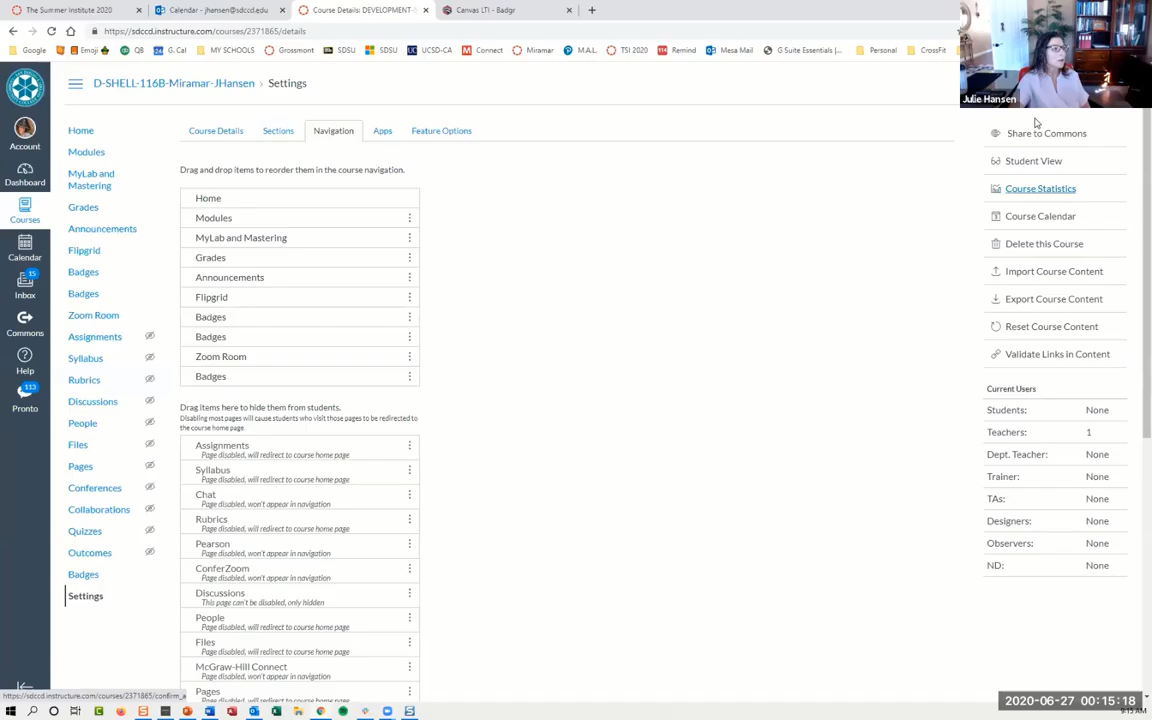 The Summer Institute 2020
Calendar - jhansen@sdccd.edu
Course Details: DEVELOPMENT-S
Canvas LTI - Badgr
https://sdccd.instructure.com/courses/2371865/details
Google
Emoji
QB
G. Cal
MY SCHOOLS
Grossmont
SDSU
SDSU
UCSD-CA
Connect
Miramar
M.A.L.
TSI 2020
Remind
Mesa Mail
G Suite Essentials |...
Personal
CrossFit
Julie Hansen
Account
Dashboard
Courses
Calendar
15
Inbox
Commons
Help
113
Pronto
D-SHELL-116B-Miramar-JHansen › Settings
Home
Modules
MyLab and
Mastering
Grades
Announcements
Flipgrid
Badges
Badges
Zoom Room
Assignments
Syllabus
Rubrics
Discussions
People
Files
Pages
Conferences
Collaborations
Quizzes
Outcomes
Badges
Settings
Course Details
Sections
Navigation
Apps
Feature Options
Drag and drop items to reorder them in the course navigation.
Home
Modules
MyLab and Mastering
Grades
Announcements
Flipgrid
Badges
Badges
Zoom Room
Badges
Drag items here to hide them from students.
Disabling most pages will cause students who visit those pages to be redirected to
the course home page.
Assignments
Page disabled, will redirect to course home page
Syllabus
Page disabled, will redirect to course home page
Chat
Page disabled, won't appear in navigation
Rubrics
Page disabled, will redirect to course home page
Pearson
Page disabled, won't appear in navigation
ConferZoom
Page disabled, won't appear in navigation
Discussions
This page can't be disabled, only hidden
People
Page disabled, will redirect to course home page
Files
Page disabled, will redirect to course home page
McGraw-Hill Connect
Page disabled, won't appear in navigation
Pages
Share to Commons
Student View
Course Statistics
Course Calendar
Delete this Course
Import Course Content
Export Course Content
Reset Course Content
Validate Links in Content
Current Users
Students: None
Teachers: 1
Dept. Teacher: None
Trainer: None
TAs: None
Designers: None
Observers: None
ND: None
https://sdccd.instructure.com/courses/2371865/confirm_a
2020-06-27 00:15:18
9:15 AM